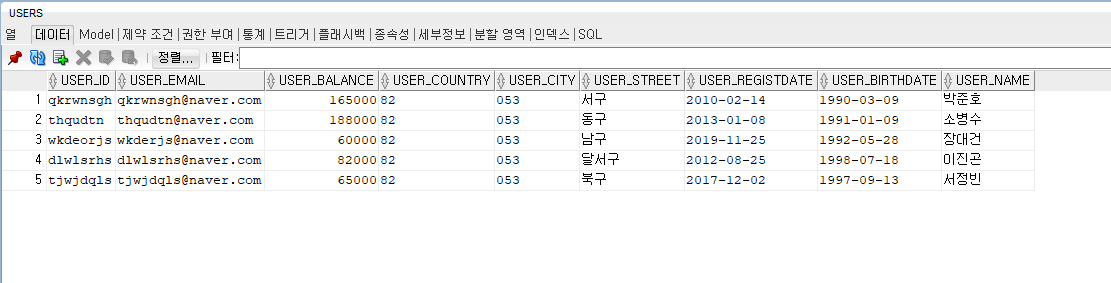 USERS
열 데이터 Model 제약 조건 권한 부여 통계 트리거 플래시백 종속성 세부정보 분할 영역 인덱스 SQL
정렬... 필터:
USER_ID USER_EMAIL USER_BALANCE USER_COUNTRY USER_CITY USER_STREET USER_REGISTDATE USER_BIRTHDATE USER_NAME
1 qkrwnsgh qkrwnsgh@naver.com 165000 82 053 서구 2010-02-14 1990-03-09 박준호
2 thqudtn thqudtn@naver.com 188000 82 053 동구 2013-01-08 1991-01-09 소병수
3 wkdeorjs wkderjs@naver.com 60000 82 053 남구 2019-11-25 1992-05-28 장대건
4 dlwlsrhs dlwlsrhs@naver.com 82000 82 053 달서구 2012-08-25 1998-07-18 이진곤
5 tjwjdqls tjwjdqls@naver.com 65000 82 053 북구 2017-12-02 1997-09-13 서정빈